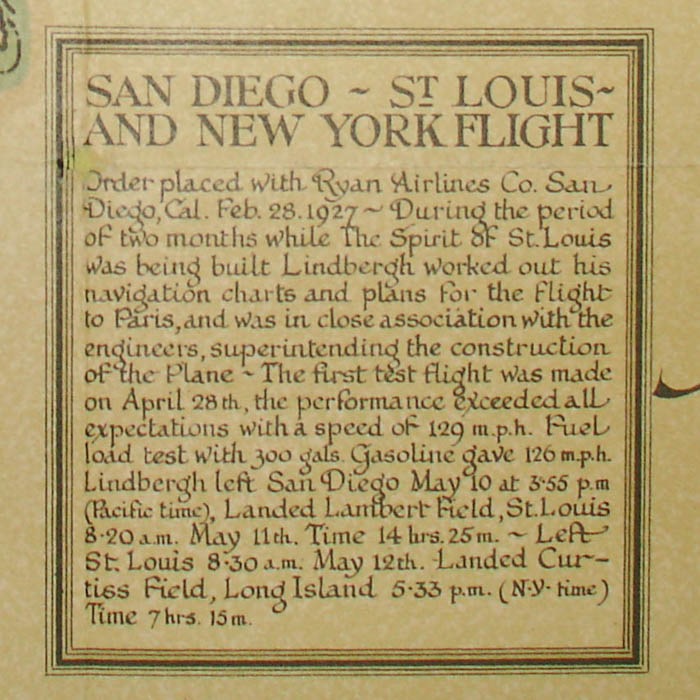 SAN DIEGO ~ ST LOUIS~
AND NEW YORK FLIGHT
Order placed with Ryan Airlines Co. San
Diego, Cal. Feb. 28. 1927 ~ During the period
of two months while The Spirit of St. Louis
was being built Lindbergh worked out his
navigation charts and plans for the flight
to Paris, and was in close association with the
engineers, superintending the construction
of the Plane ~ The first test flight was made
on April 28th, the performance exceeded all
expectations with a speed of 129 m.p.h. Fuel
load test with 300 gals. Gasoline gave 126 m.p.h.
Lindbergh left San Diego May 10 at 3·55 p.m
(Pacific time), Landed Lambert Field, St. Louis
8·20 a.m. May 11th. Time 14 hrs. 25 m. ~ Left
St. Louis 8·30 a.m. May 12th. Landed Cur-
tiss Field, Long Island 5·33 p.m. (N·Y· time)
Time 7 hrs. 15 m.